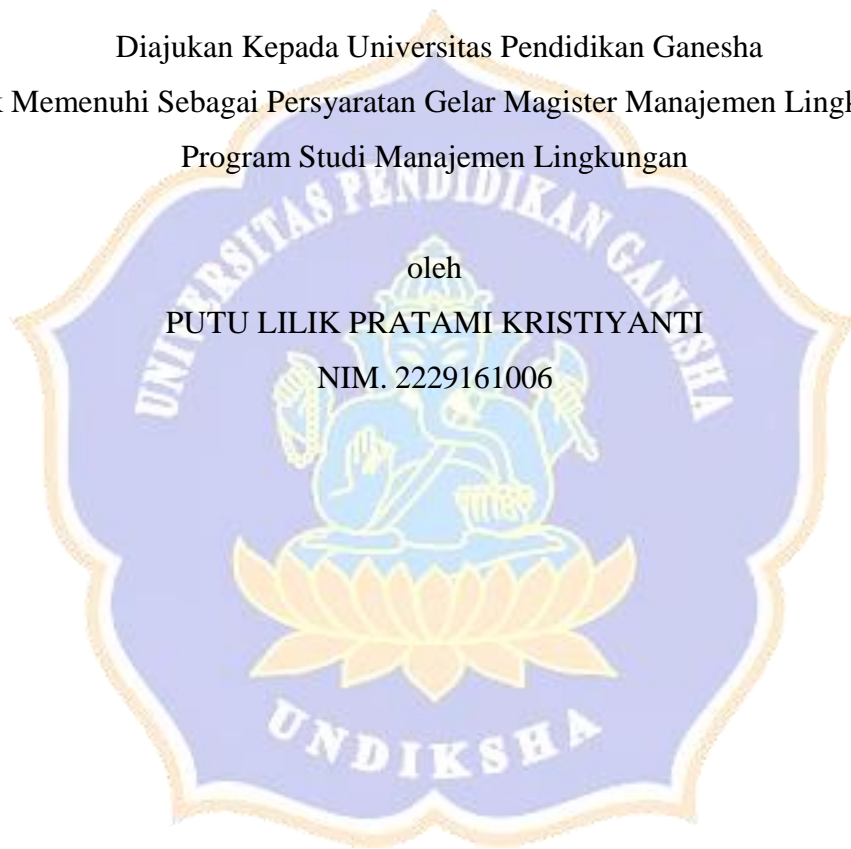 Diajukan Kepada Universitas Pendidikan Ganesha
Memenuhi Sebagai Persyaratan Gelar Magister Manajemen
Program Studi Manajemen Lingkungan
UNIVERSITAS PENDIDIKAN GANESHA
oleh
PUTU LILIK PRATAMI KRISTIYANTI
NIM. 2229161006
UNDIKSHA